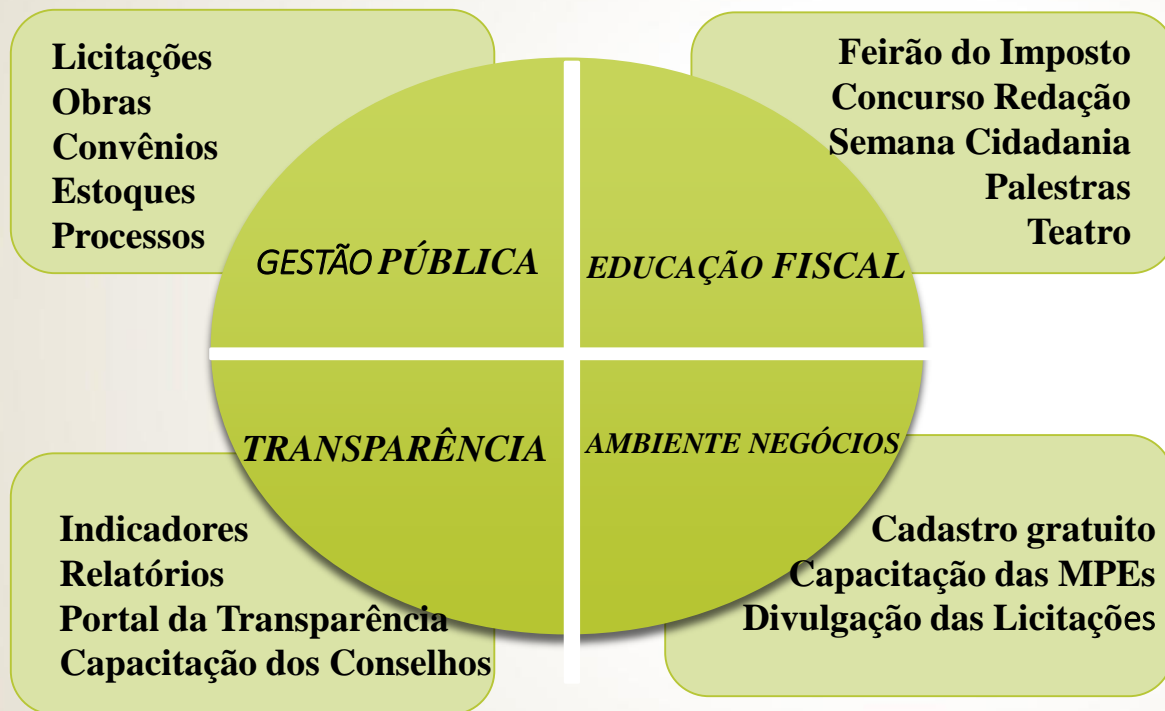 Licitações
Obras
Convênios
Estoques
Processos
GESTÃO PÚBLICA
Feirão do Imposto
Concurso Redação
Semana Cidadania
Palestras
Teatro
EDUCAÇÃO FISCAL
TRANSPARÊNCIA
Indicadores
Relatórios
Portal da Transparência
Capacitação dos Conselhos
AMBIENTE NEGÓCIOS
Cadastro gratuito
Capacitação das MPEs
Divulgação das Licitações